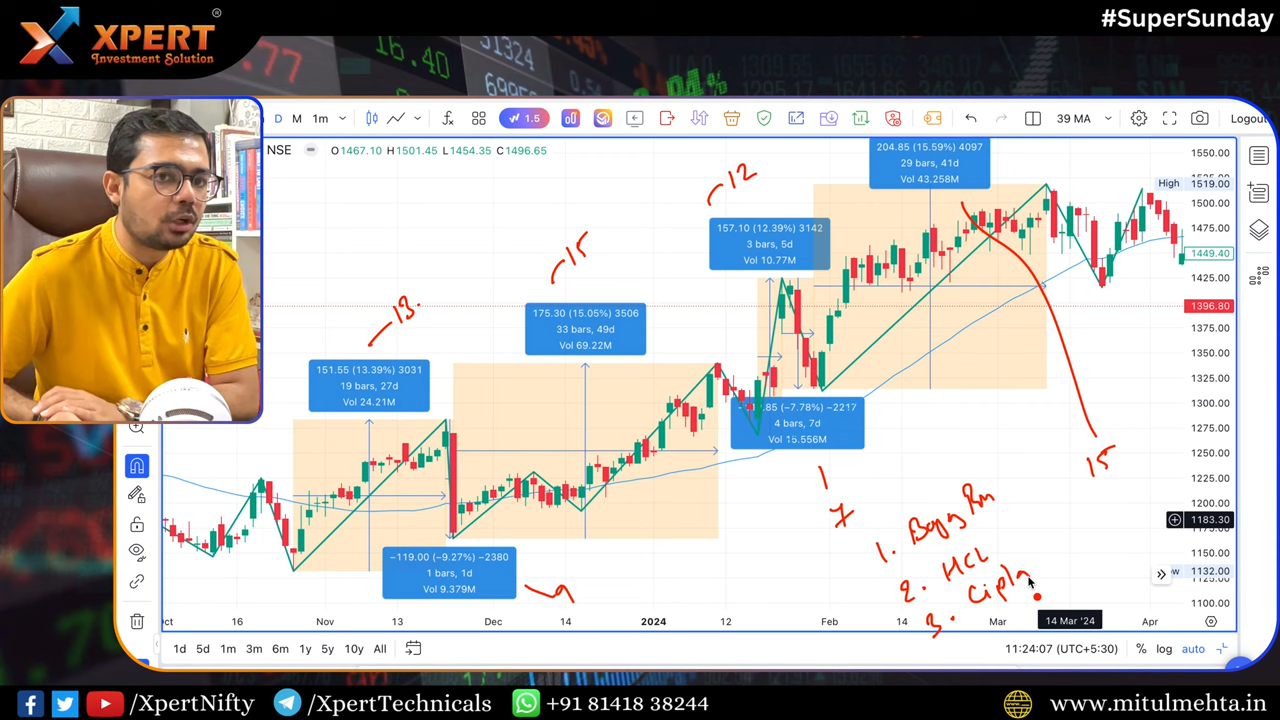 XPERT
Investment Solution
#SuperSunday
D M 1m
1.5
39 MA
Logout
NSE O1467.10 H1501.45 L1454.35 C1496.65
204.85 (15.59%) 4097
29 bars, 41d
Vol 43.258M
12
157.10 (12.39%) 3142
3 bars, 5d
Vol 10.77M
15
175.30 (15.05%) 3506
33 bars, 49d
Vol 69.22M
13.
151.55 (13.39%) 3031
19 bars, 27d
Vol 24.21M
.85 (−7.78%) −2217
4 bars, 7d
Vol 15.556M
−119.00 (−9.27%) −2380
1 bars, 1d
Vol 9.379M
9
7
15
1.
2. HCL
3. Cipla
1550.00
High 1519.00
1500.00
1475.00
1449.40
1425.00
1396.80
1375.00
1350.00
1325.00
1300.00
1275.00
1250.00
1225.00
1200.00
1183.30
1150.00
1132.00
1100.00
Oct 16 Nov 13 Dec 14 2024 12 Feb 14 Mar 14 Mar '24 Apr
1d 5d 1m 3m 6m 1y 5y 10y All
11:24:07 (UTC+5:30) % log auto
/XpertNifty /XpertTechnicals +91 81418 38244 www.mitulmehta.in